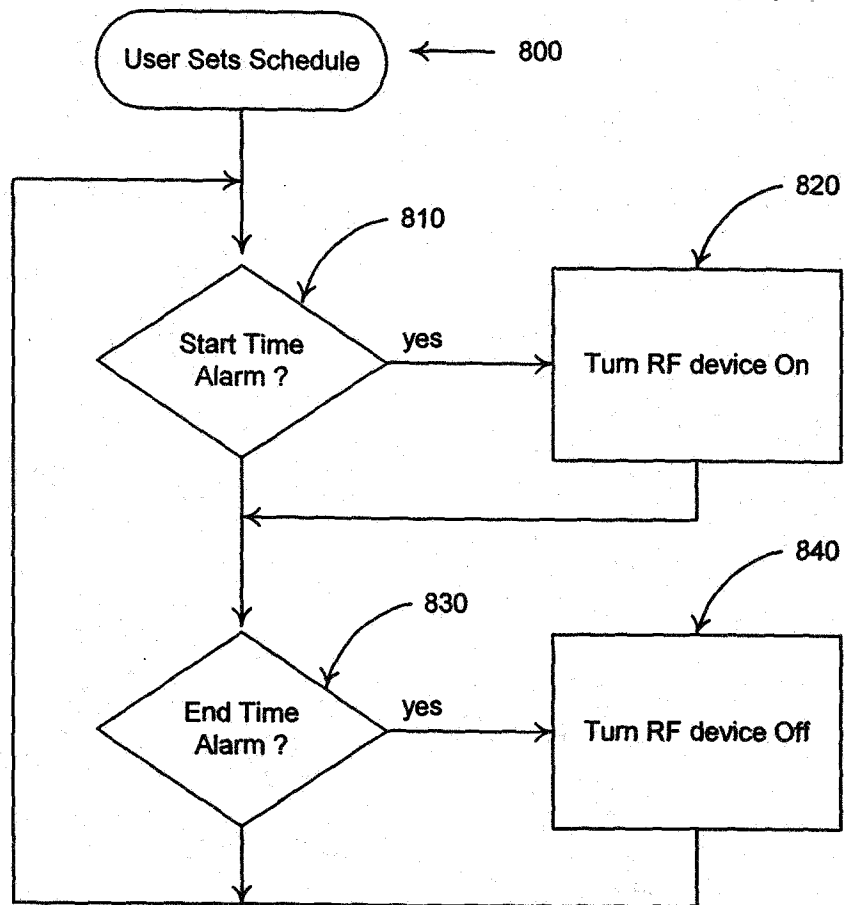 User Sets Schedule
800
820
810
Start Time
Alarm ?
yes
Turn RF device On
840
830
End Time
Alarm ?
yes
Turn RF device Off